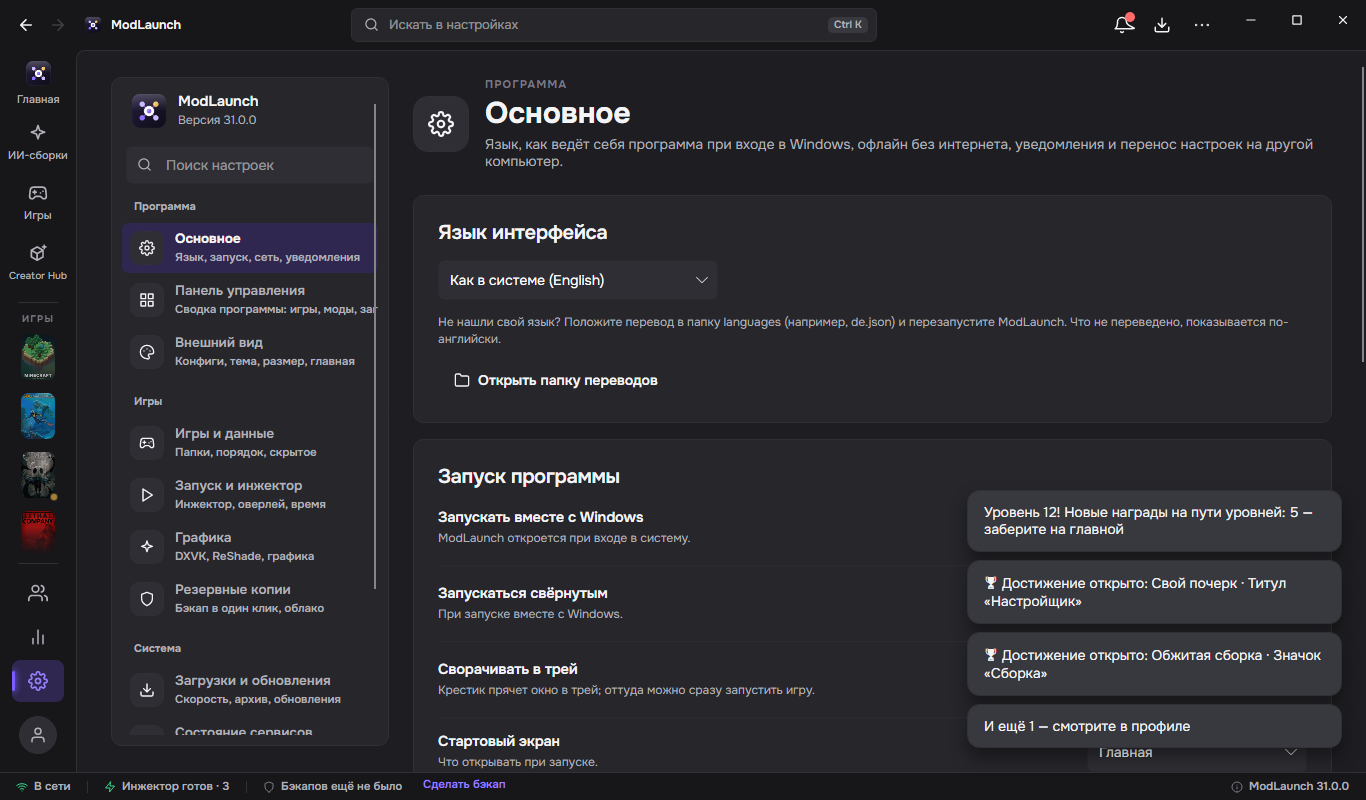 ModLaunch
Искать в настройках
Ctrl K
Главная
ИИ-сборки
Игры
Creator Hub
ИГРЫ
MINECRAFT
LETHAL
COMPANY
ModLaunch
Версия 31.0.0
Поиск настроек
Программа
Основное
Язык, запуск, сеть, уведомления
Панель управления
Сводка программы: игры, моды, заг
Внешний вид
Конфиги, тема, размер, главная
Игры
Игры и данные
Папки, порядок, скрытое
Запуск и инжектор
Инжектор, оверлей, время
Графика
DXVK, ReShade, графика
Резервные копии
Бэкап в один клик, облако
Система
Загрузки и обновления
Скорость, архив, обновления
Состояние сервисов
ПРОГРАММА
Основное
Язык, как ведёт себя программа при входе в Windows, офлайн без интернета, уведомления и перенос настроек на другой
компьютер.
Язык интерфейса
Как в системе (English)
Не нашли свой язык? Положите перевод в папку languages (например, de.json) и перезапустите ModLaunch. Что не переведено, показывается по-
английски.
Открыть папку переводов
Запуск программы
Запускать вместе с Windows
ModLaunch откроется при входе в систему.
Запускаться свёрнутым
При запуске вместе с Windows.
Сворачивать в трей
Крестик прячет окно в трей; оттуда можно сразу запустить игру.
Стартовый экран
Что открывать при запуске.
Главная
Уровень 12! Новые награды на пути уровней: 5 —
заберите на главной
🏆 Достижение открыто: Свой почерк · Титул
«Настройщик»
🏆 Достижение открыто: Обжитая сборка · Значок
«Сборка»
И ещё 1 — смотрите в профиле
В сети
Инжектор готов · 3
Бэкапов ещё не было
Сделать бэкап
ModLaunch 31.0.0